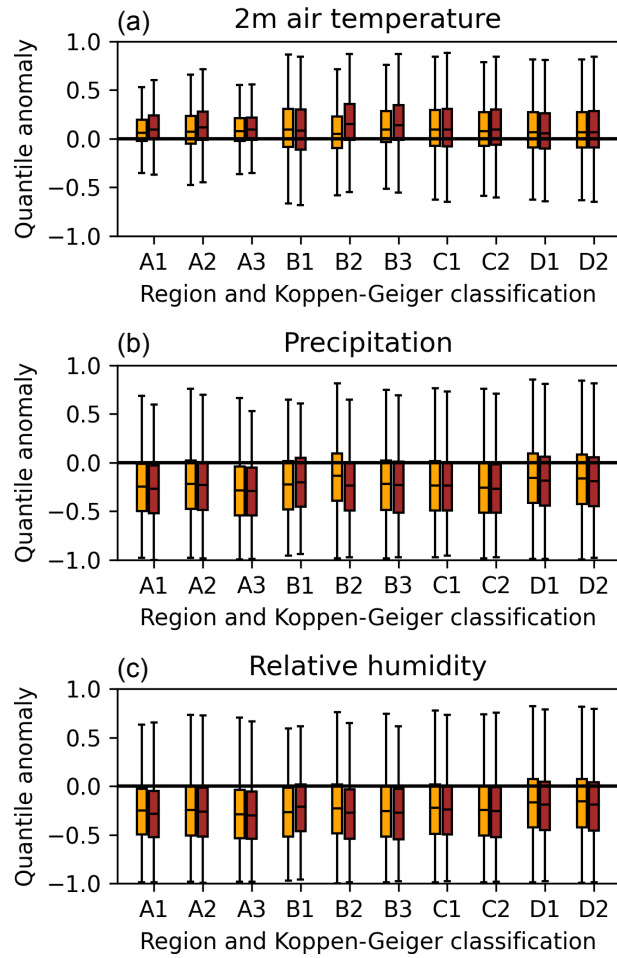 (a) 2m air temperature
Quantile anomaly
1.0
0.5
0.0
−0.5
−1.0
A1 A2 A3 B1 B2 B3 C1 C2 D1 D2
Region and Koppen-Geiger classification
(b) Precipitation
Quantile anomaly
1.0
0.5
0.0
−0.5
−1.0
A1 A2 A3 B1 B2 B3 C1 C2 D1 D2
Region and Koppen-Geiger classification
(c) Relative humidity
Quantile anomaly
1.0
0.5
0.0
−0.5
−1.0
A1 A2 A3 B1 B2 B3 C1 C2 D1 D2
Region and Koppen-Geiger classification